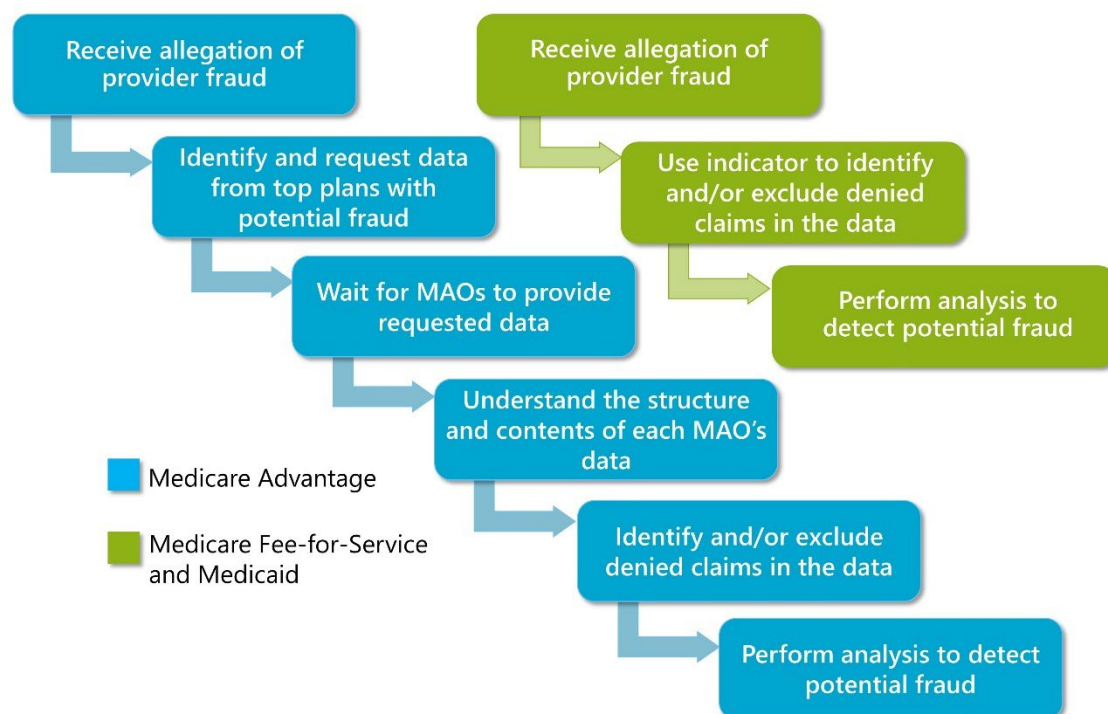 Receive allegation of
provider fraud
Identify and request data
from top plans with
potential fraud
Wait for MAOs to provide
requested data
Understand the structure
and contents of each MAO’s
data
Identify and/or exclude
denied claims in the data
Perform analysis to detect
potential fraud
Receive allegation of
provider fraud
Use indicator to identify
and/or exclude denied
claims in the data
Perform analysis to
detect potential fraud
Medicare Advantage
Medicare Fee-for-Service
and Medicaid